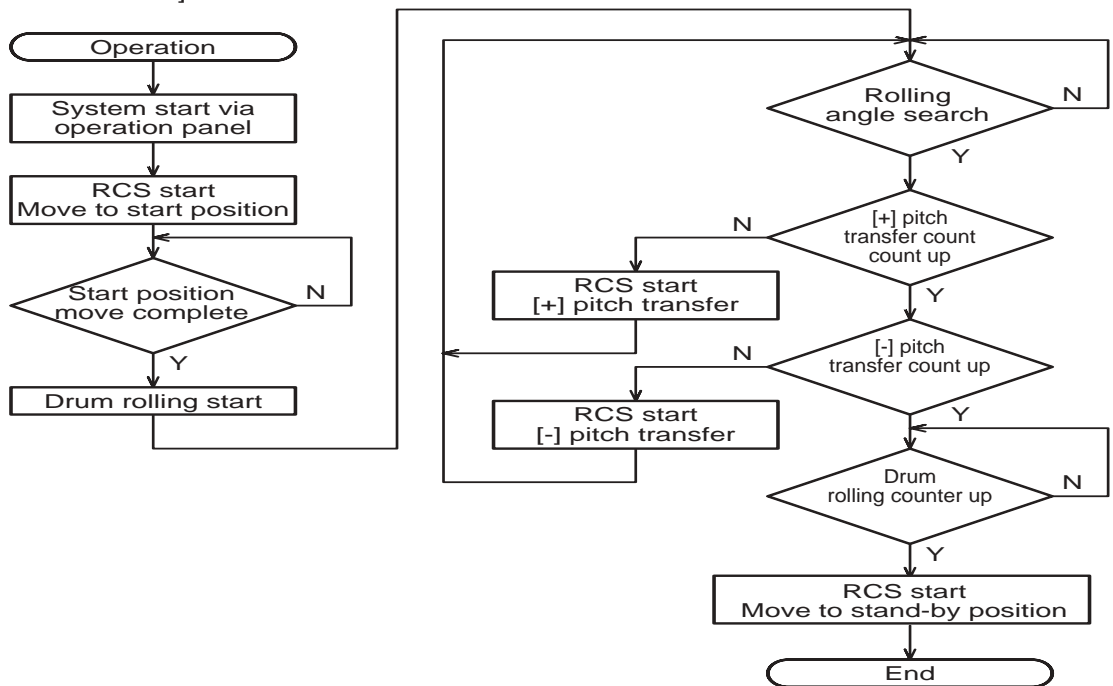 ]
Operation
System start via
operation panel
RCS start
Move to start position
Start position
move complete
N
Y
Drum rolling start
Rolling
angle search
N
Y
[+] pitch
transfer count
count up
N
Y
RCS start
[+] pitch transfer
[-] pitch
transfer count up
N
Y
RCS start
[-] pitch transfer
Drum
rolling counter up
N
Y
RCS start
Move to stand-by position
End